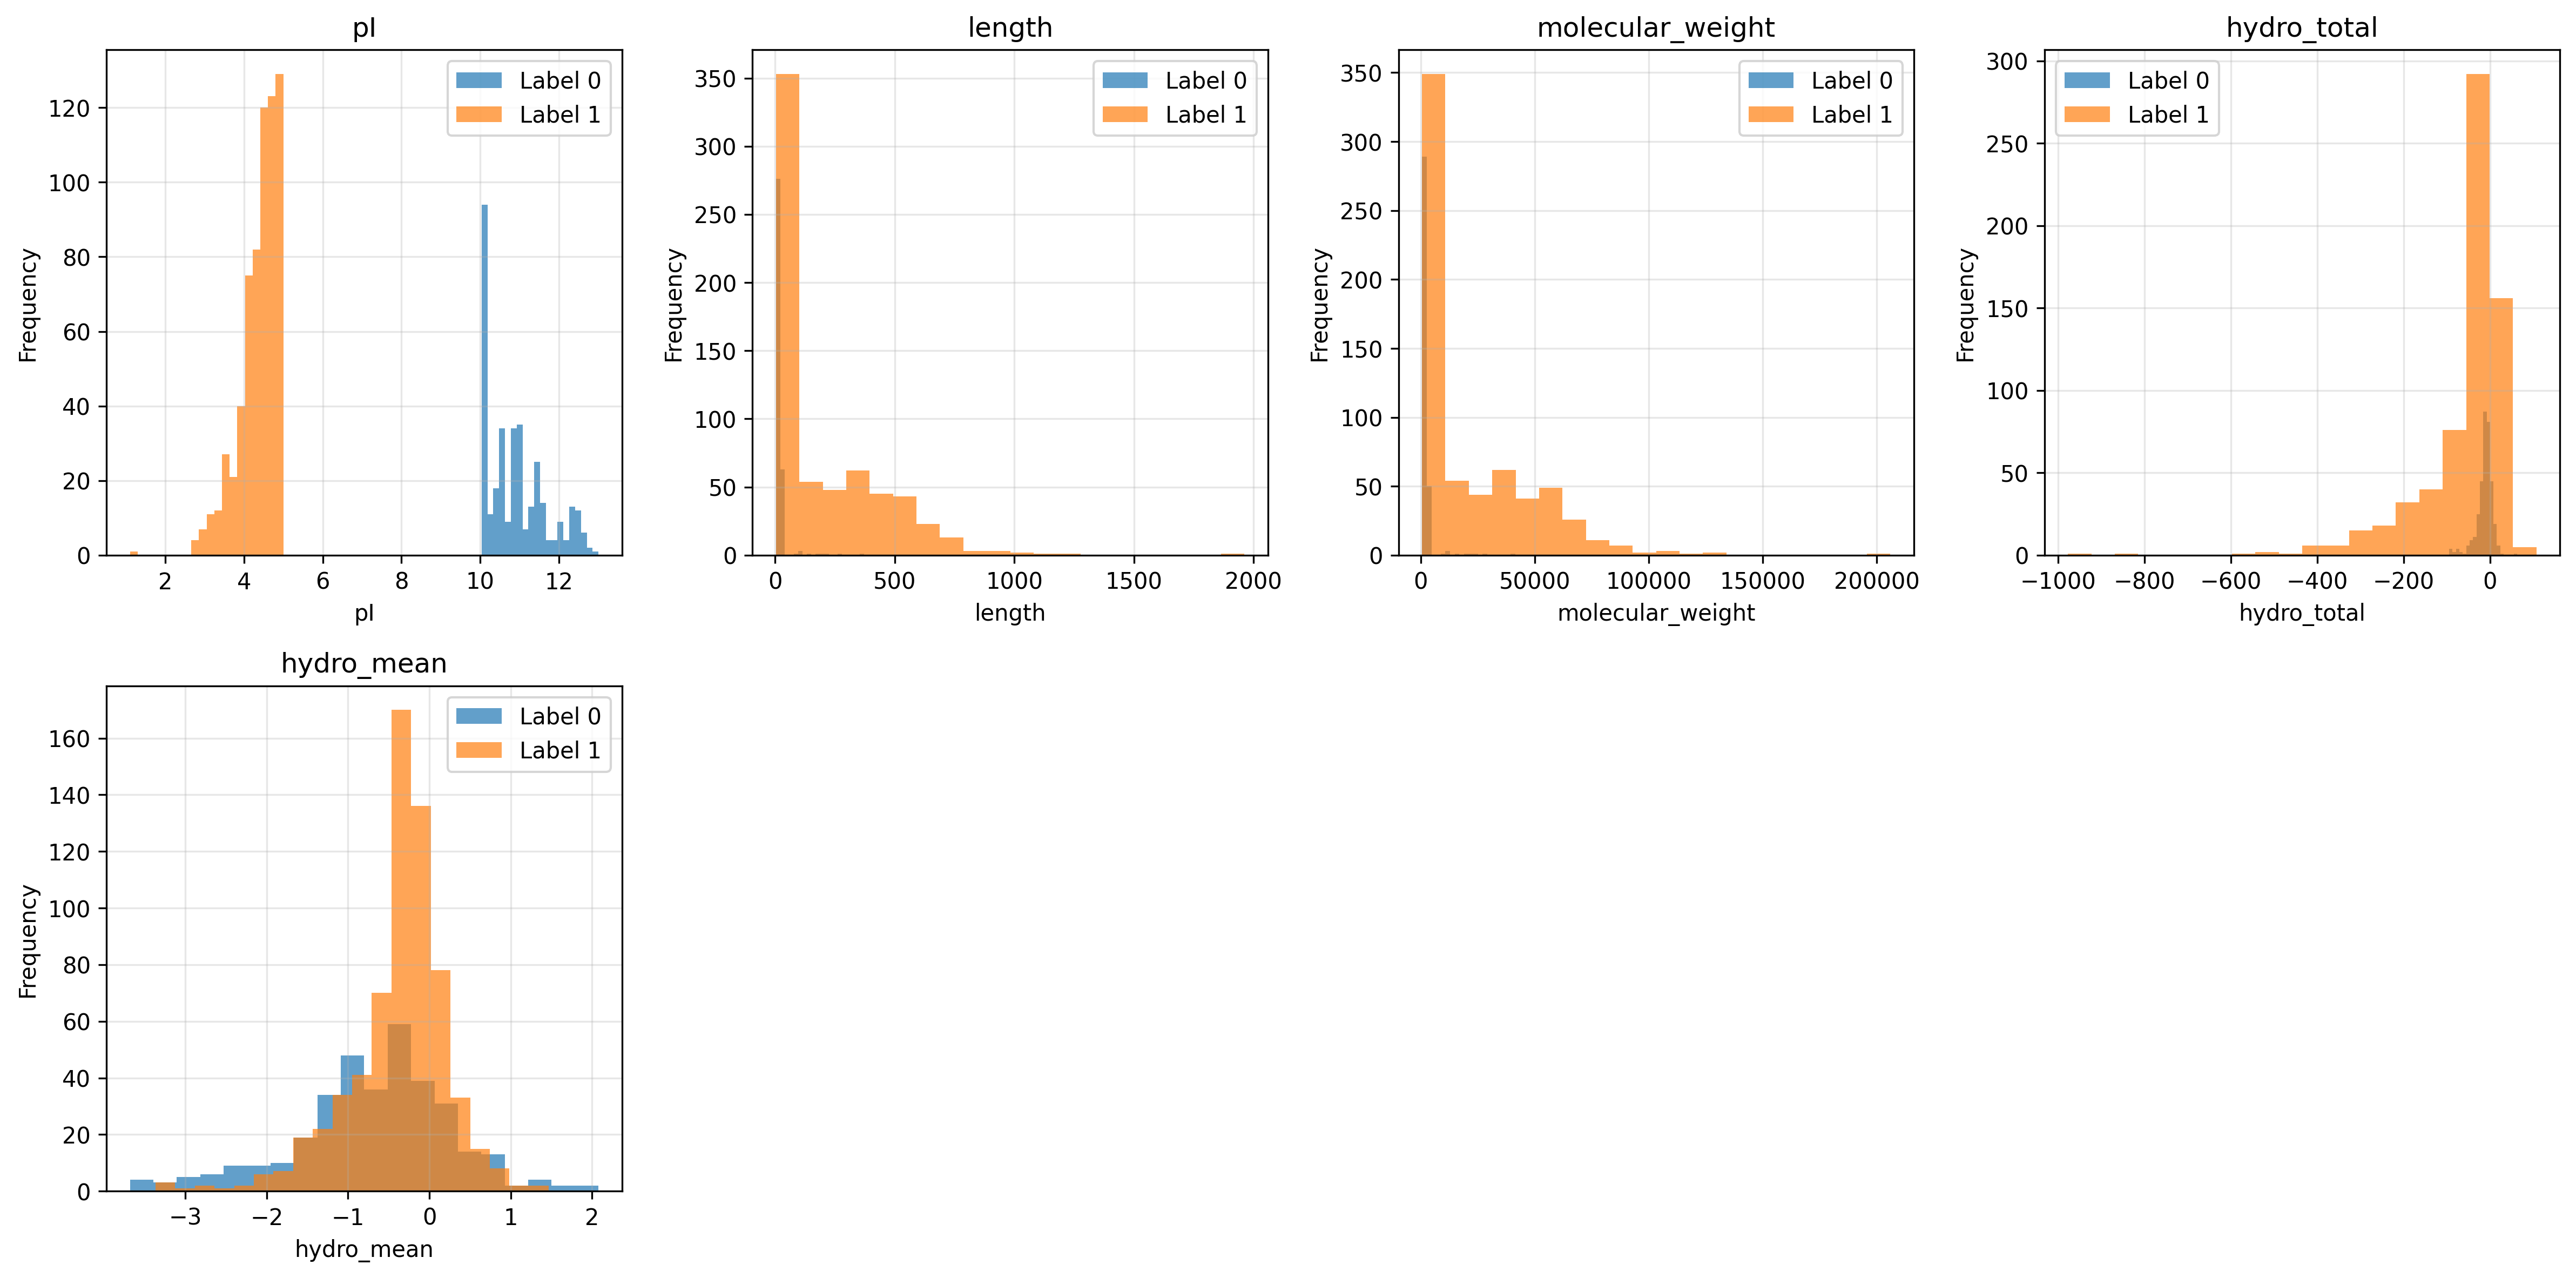 pI
120
100
80
60
40
20
0
Frequency
2 4 6 8 10 12
pI
Label 0
Label 1
length
350
300
250
200
150
100
50
0
Frequency
0 500 1000 1500 2000
length
Label 0
Label 1
molecular_weight
350
300
250
200
150
100
50
0
Frequency
0 50000 100000 150000 200000
molecular_weight
Label 0
Label 1
hydro_total
300
250
200
150
100
50
0
Frequency
−1000 −800 −600 −400 −200 0
hydro_total
Label 0
Label 1
hydro_mean
160
140
120
100
80
60
40
20
0
Frequency
−3 −2 −1 0 1 2
hydro_mean
Label 0
Label 1